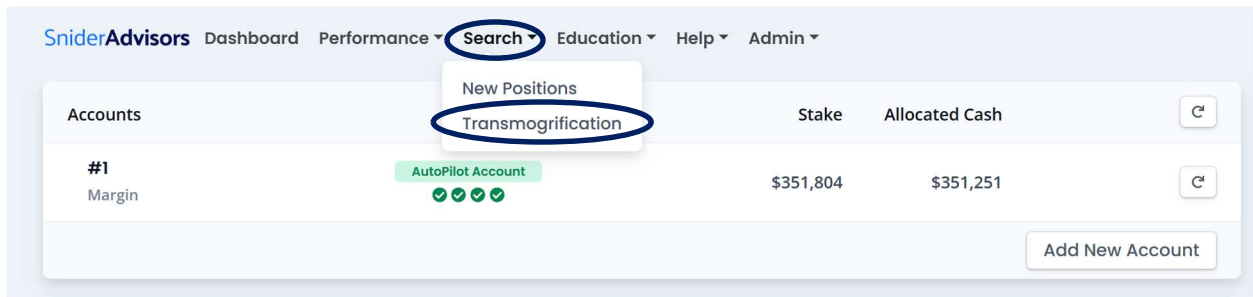 SniderAdvisors Dashboard Performance Search Education Help Admin
New Positions
Transmogrification
Accounts Stake Allocated Cash
#1 AutoPilot Account
Margin $351,804 $351,251
Add New Account